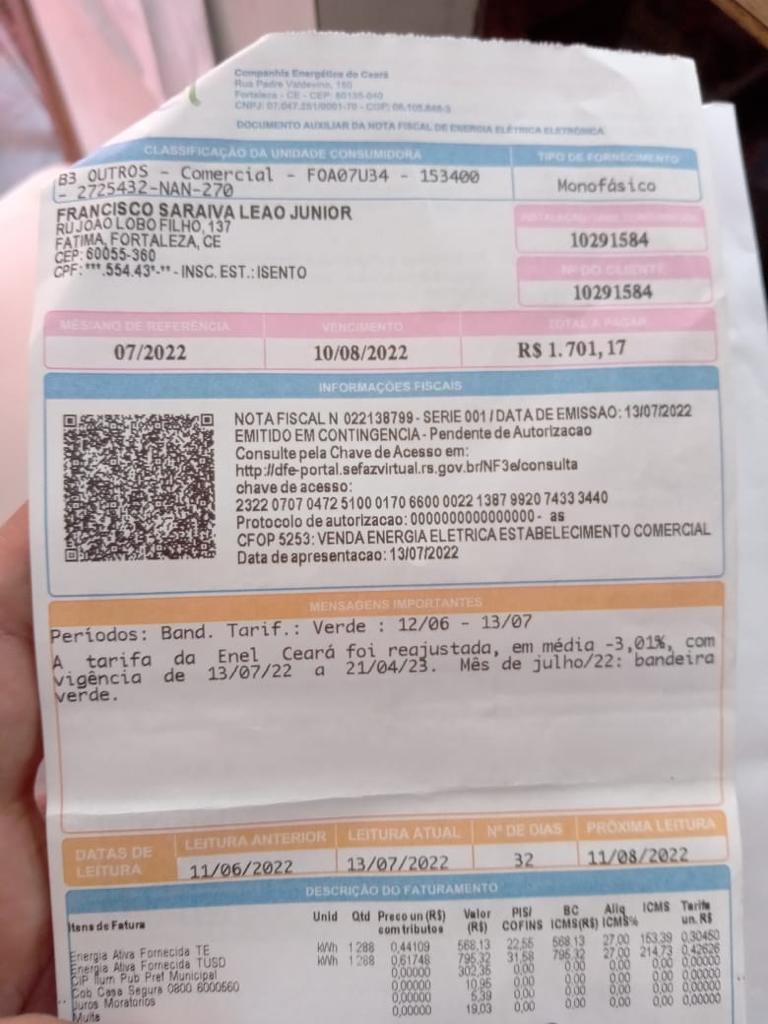 Companhia Energética do Ceará
Rua Padre Valdevino, 150
Fortaleza - CE - CEP: 60135-040
CNPJ: 07.047.251/0001-70 - CGF: 06.105.848-3
DOCUMENTO AUXILIAR DA NOTA FISCAL DE ENERGIA ELÉTRICA ELETRÔNICA
CLASSIFICAÇÃO DA UNIDADE CONSUMIDORA
TIPO DE FORNECIMENTO
B3 OUTROS - Comercial - FOA07U34 - 153400
- 2725432-NAN-270
Monofásico
FRANCISCO SARAIVA LEAO JUNIOR
RU JOAO LOBO FILHO, 137
FATIMA, FORTALEZA, CE
CEP: 60055-360
CPF: ***.554.43*-** - INSC. EST.: ISENTO
10291584
Nº DO CLIENTE
10291584
MÊS/ANO DE REFERÊNCIA
VENCIMENTO
TOTAL A PAGAR
07/2022
10/08/2022
R$ 1.701,17
INFORMAÇÕES FISCAIS
NOTA FISCAL N 022138799 - SERIE 001 / DATA DE EMISSAO: 13/07/2022
EMITIDO EM CONTINGENCIA - Pendente de Autorizacao
Consulte pela Chave de Acesso em:
http://dfe-portal.sefazvirtual.rs.gov.br/NF3e/consulta
chave de acesso:
2322 0707 0472 5100 0170 6600 0022 1387 9920 7433 3440
Protocolo de autorizacao: 0000000000000000 - as
CFOP 5253: VENDA ENERGIA ELETRICA ESTABELECIMENTO COMERCIAL
Data de apresentacao: 13/07/2022
MENSAGENS IMPORTANTES
Períodos: Band. Tarif.: Verde : 12/06 - 13/07
A tarifa da Enel Ceará foi reajustada, em média -3,01%, com
vigência de 13/07/22 a 21/04/23. Mês de julho/22: bandeira
verde.
DATAS DE LEITURA
LEITURA ANTERIOR
LEITURA ATUAL
Nº DE DIAS
PRÓXIMA LEITURA
11/06/2022
13/07/2022
32
11/08/2022
DESCRIÇÃO DO FATURAMENTO
Itens de Fatura Unid Qtd Preco un (R$) com tributos Valor (R$) PIS/ COFINS BC ICMS(R$) Aliq ICMS% ICMS Tarifa un. R$
Energia Ativa Fornecida TE kWh 1 288 0,44109 568,13 22,55 568,13 27,00 153,39 0,30450
Energia Ativa Fornecida TUSD kWh 1 288 0,61748 795,32 31,58 795,32 27,00 214,73 0,42626
CIP Ilum Pub Pref Municipal 0,00000 302,35 0,00 0,00 0,00 0,00 0,00000
Cob Casa Segura 0800 6000560 0,00000 10,95 0,00 0,00 0,00 0,00 0,00000
Juros Moratorios 0,00000 5,39 0,00 0,00 0,00 0,00 0,00000
Multa 0,00000 19,03 0,00 0,00 0,00 0,00 0,00000